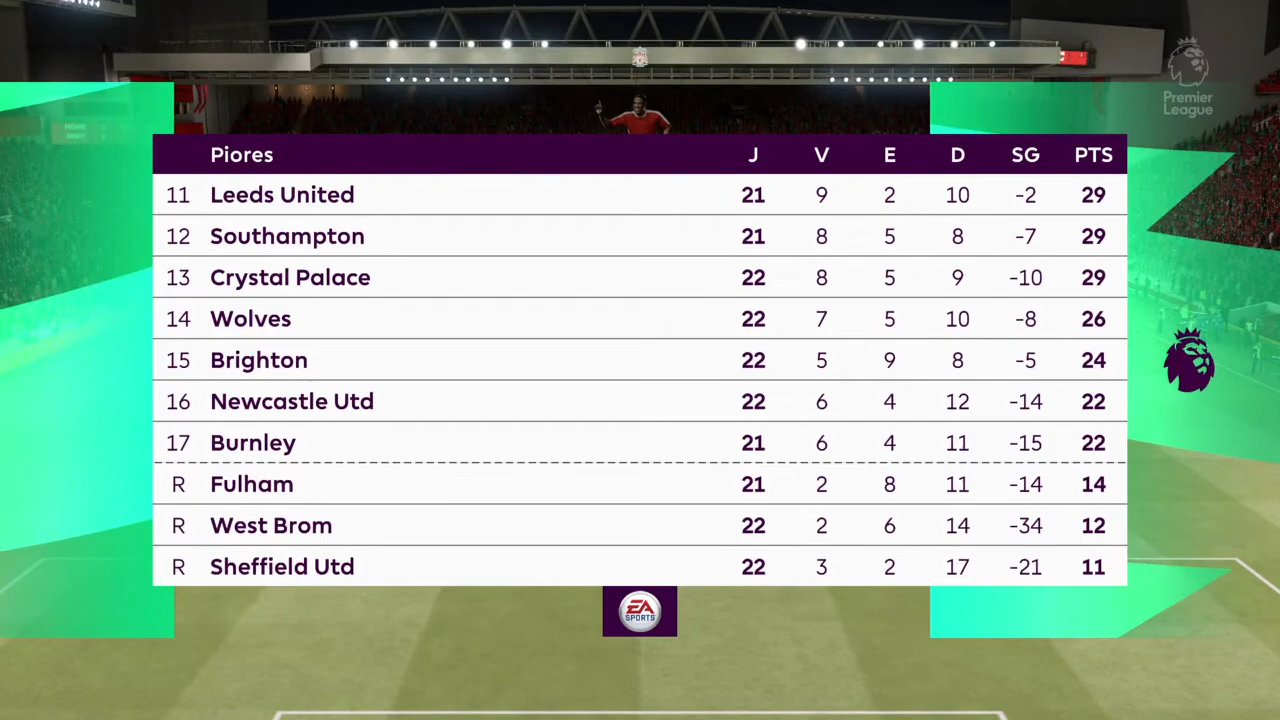 Premier
League
Piores J V E D SG PTS
11 Leeds United 21 9 2 10 -2 29
12 Southampton 21 8 5 8 -7 29
13 Crystal Palace 22 8 5 9 -10 29
14 Wolves 22 7 5 10 -8 26
15 Brighton 22 5 9 8 -5 24
16 Newcastle Utd 22 6 4 12 -14 22
17 Burnley 21 6 4 11 -15 22
R Fulham 21 2 8 11 -14 14
R West Brom 22 2 6 14 -34 12
R Sheffield Utd 22 3 2 17 -21 11
EA
SPORTS